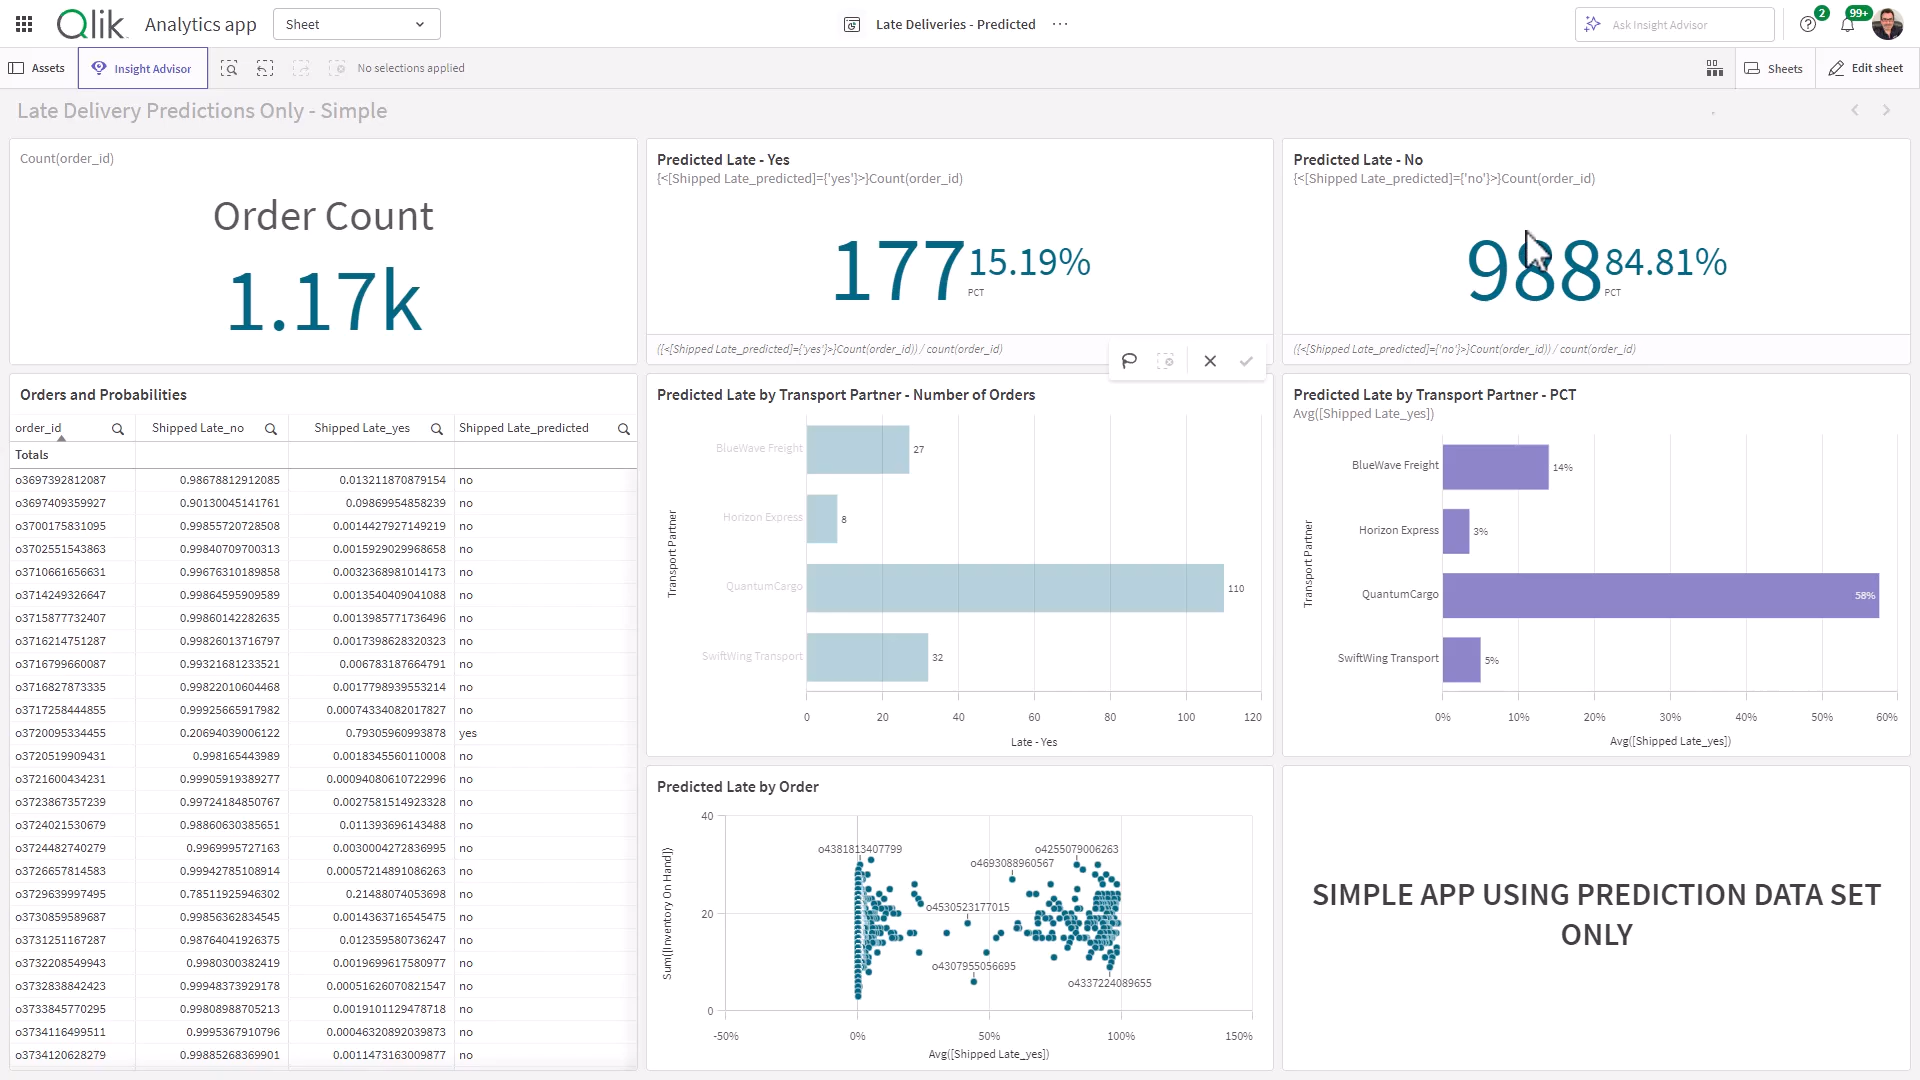 Qlik
Analytics app
Sheet
Late Deliveries - Predicted
Ask Insight Advisor
2
99+
Assets
Insight Advisor
No selections applied
Sheets
Edit sheet
Late Delivery Predictions Only - Simple
Count(order_id)
Order Count
1.17k
Predicted Late - Yes
{<[Shipped Late_predicted]={'yes'}>}Count(order_id)
177
15.19%
PCT
({<[Shipped Late_predicted]={'yes'}>}Count(order_id)) / count(order_id)
Predicted Late - No
{<[Shipped Late_predicted]={'no'}>}Count(order_id)
988
84.81%
PCT
({<[Shipped Late_predicted]={'no'}>}Count(order_id)) / count(order_id)
Orders and Probabilities
order_id Shipped Late_no Shipped Late_yes Shipped Late_predicted
Totals
o3697392812087 0.98678812912085 0.013211870879154 no
o3697409359927 0.90130045141761 0.09869954858239 no
o3700175831095 0.99855720728508 0.0014427927149219 no
o3702551543863 0.99840709700313 0.0015929029968658 no
o3710661656631 0.99676310189858 0.0032368981014173 no
o3714249326647 0.99864595909589 0.0013540409041088 no
o3715877732407 0.99860142282635 0.0013985771736496 no
o3716214751287 0.99826013716797 0.0017398628320323 no
o3716799660087 0.99321681233521 0.006783187664791 no
o3716827873335 0.99822010604468 0.0017798939553214 no
o3717258444855 0.99925665917982 0.00074334082017827 no
o3720095334455 0.20694039006122 0.79305960993878 yes
o3720519909431 0.998165443989 0.0018345560110008 no
o3721600434231 0.99905919389277 0.00094080610722996 no
o3723867357239 0.99724184850767 0.0027581514923328 no
o3724021530679 0.98860630385651 0.011393696143488 no
o3724482740279 0.9969995727163 0.0030004272836995 no
o3726657814583 0.99942785108914 0.00057214891086263 no
o3729639997495 0.78511925946302 0.21488074053698 no
o3730859589687 0.99856362834545 0.0014363716545475 no
o3731251167287 0.98764041926375 0.012359580736247 no
o3732208549943 0.9980300382419 0.0019699617580977 no
o3732838842423 0.99948373929178 0.00051626070821547 no
o3733845770295 0.99808988705213 0.0019101129478718 no
o3734116499511 0.9995367910796 0.00046320892039873 no
o3734120628279 0.99885268369901 0.0011473163009877 no
Predicted Late by Transport Partner - Number of Orders
Transport Partner
BlueWave Freight 27
Horizon Express 8
QuantumCargo 110
SwiftWing Transport 32
0 20 40 60 80 100 120
Late - Yes
Predicted Late by Transport Partner - PCT
Avg([Shipped Late_yes])
Transport Partner
BlueWave Freight 14%
Horizon Express 3%
QuantumCargo 58%
SwiftWing Transport 5%
0% 10% 20% 30% 40% 50% 60%
Avg([Shipped Late_yes])
Predicted Late by Order
Sum([Inventory On Hand])
40
20
0
o4381813407799
o4255079006263
o4693088960567
o4530523177015
o4307955056695
o4337224089655
-50% 0% 50% 100% 150%
Avg([Shipped Late_yes])
SIMPLE APP USING PREDICTION DATA SET
ONLY